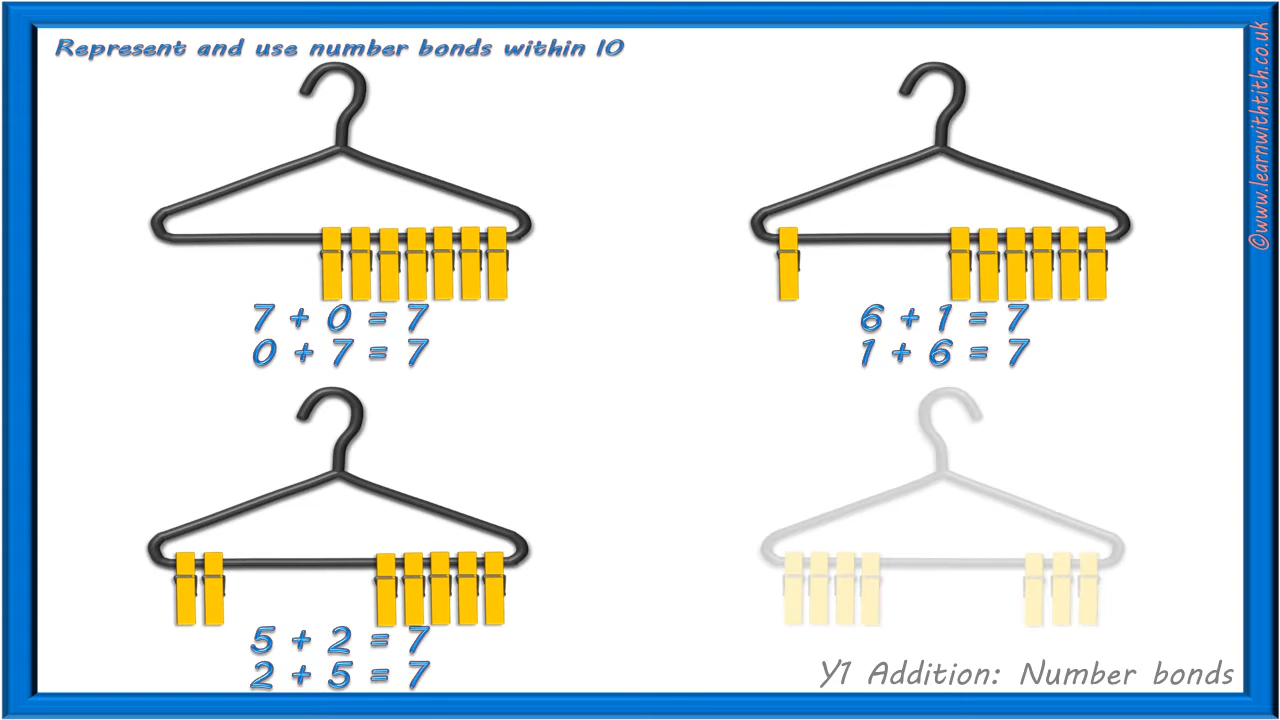 Represent and use number bonds within 10
7 + 0 = 7
0 + 7 = 7
6 + 1 = 7
1 + 6 = 7
5 + 2 = 7
2 + 5 = 7
Y1 Addition: Number bonds
©www.learnwithtith.co.uk